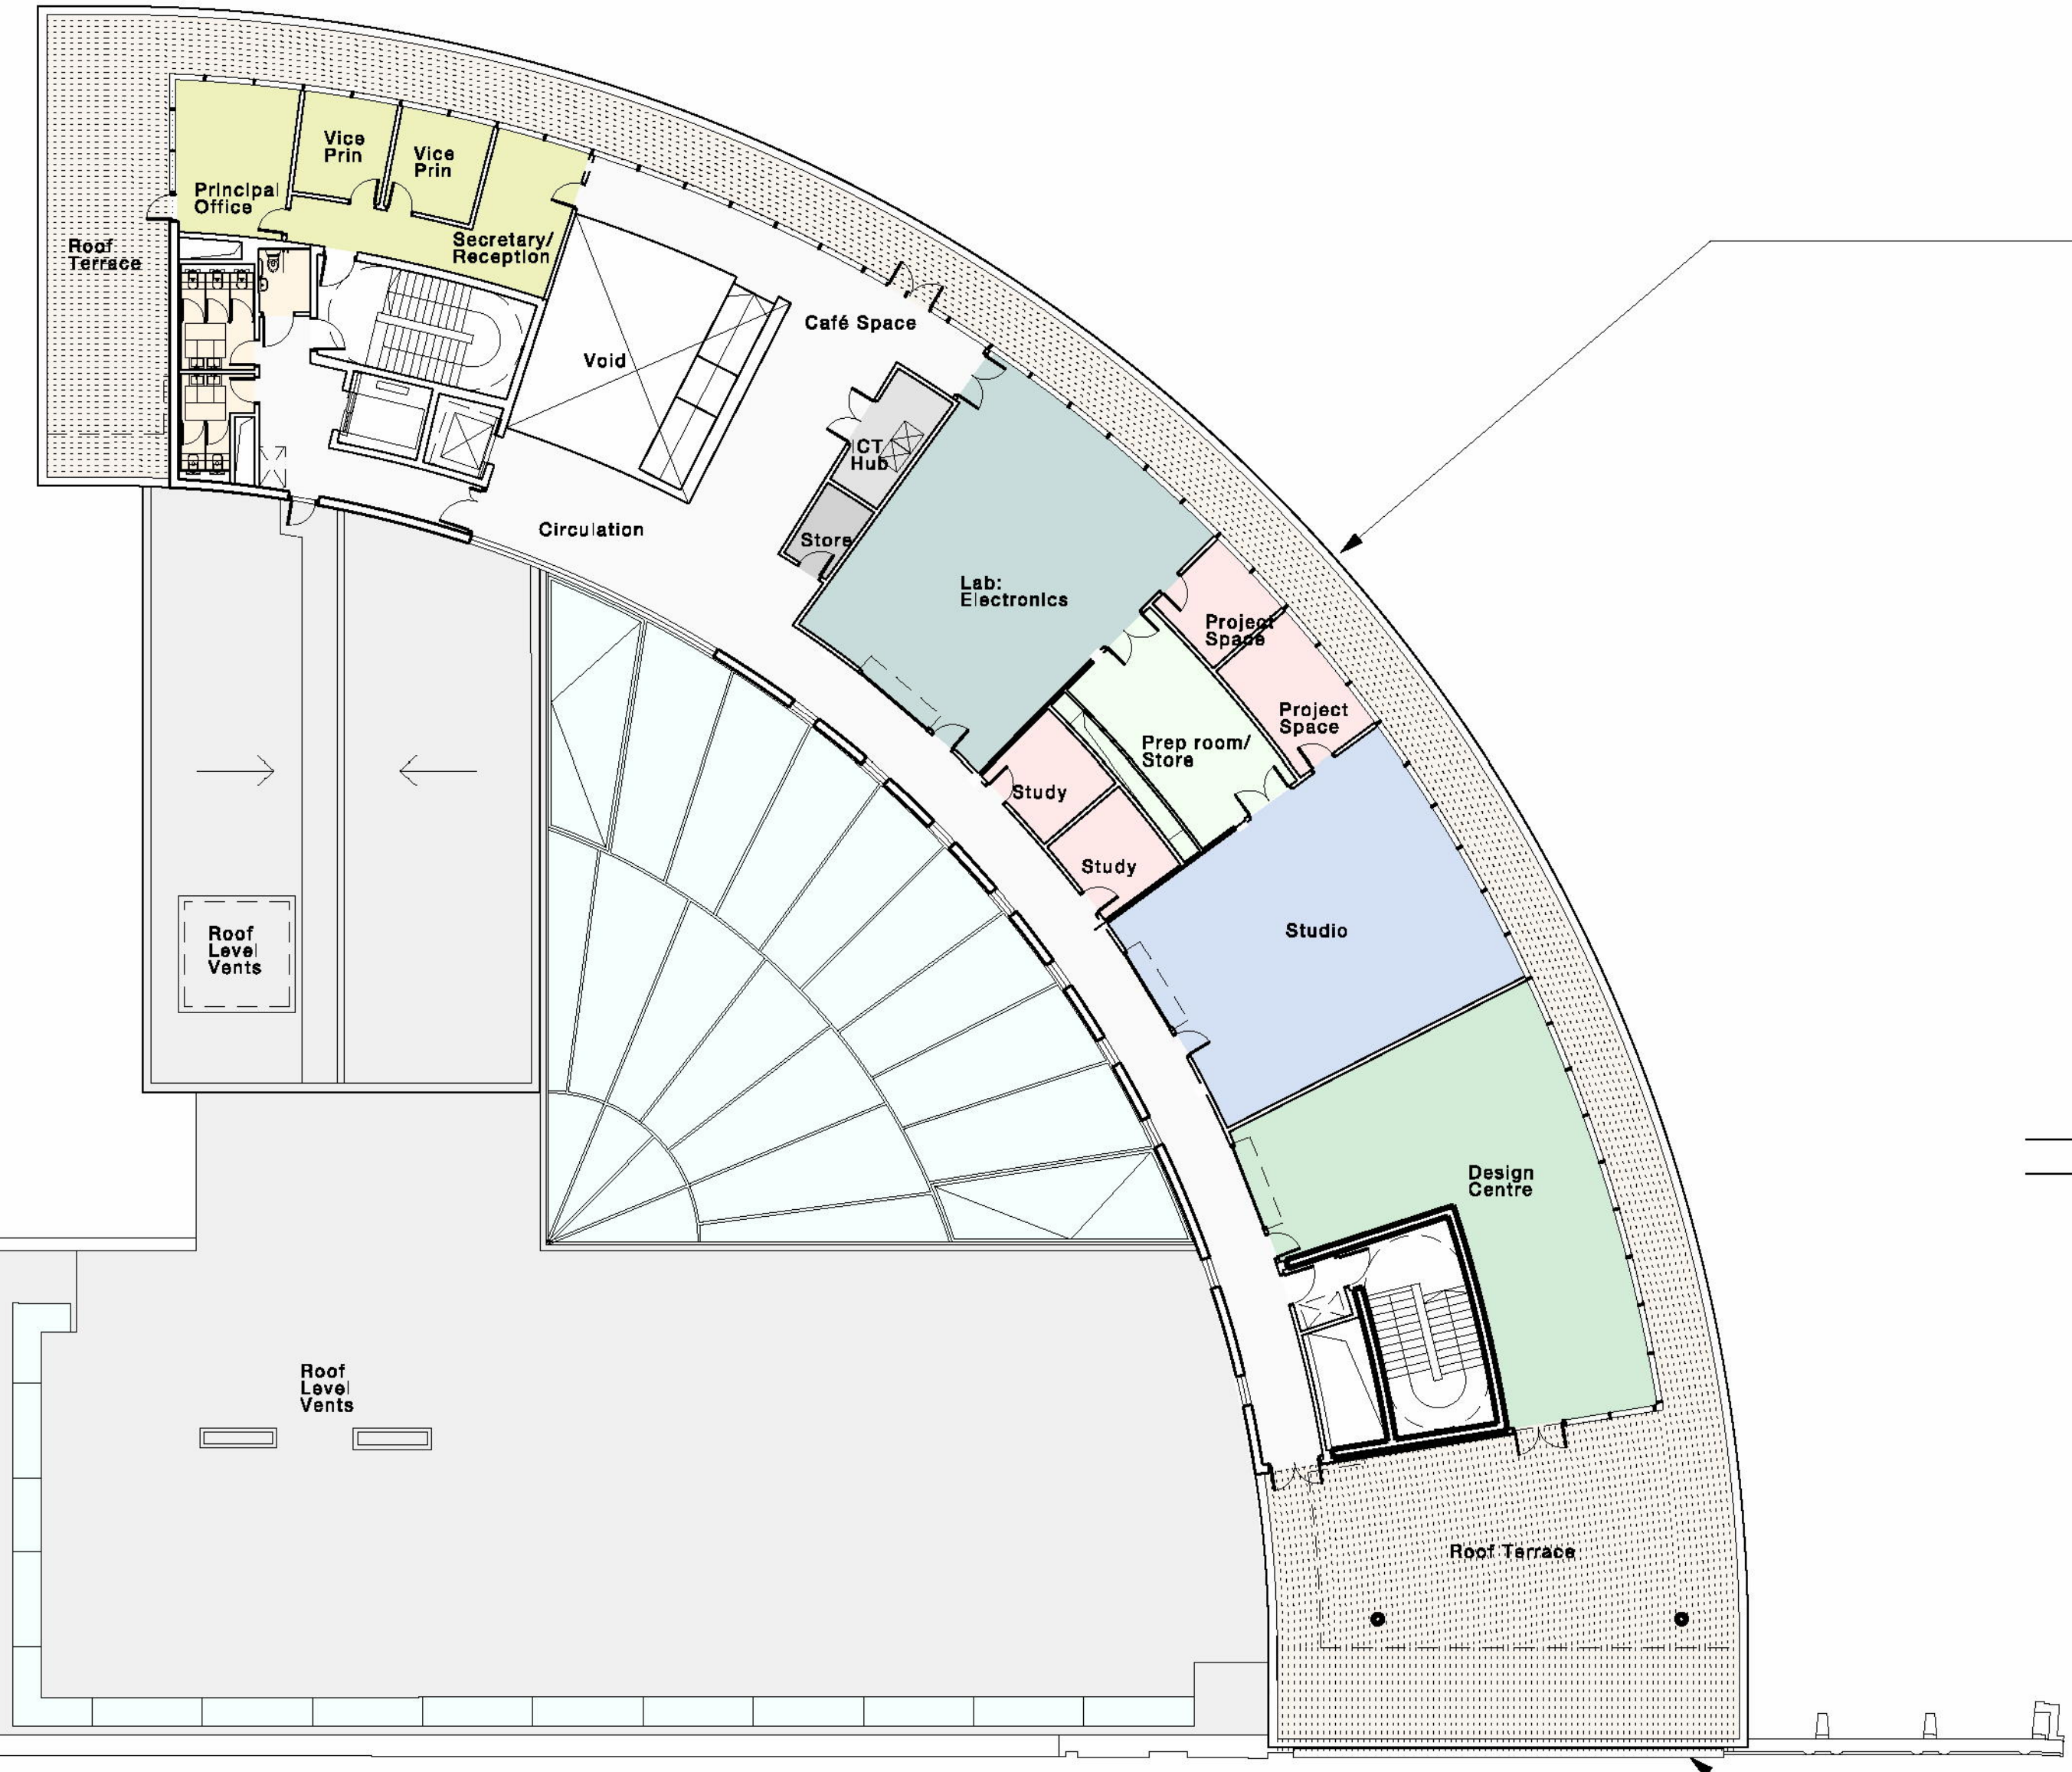 Vice
Prin
Vice
Prin
Principal
Office
Roof
Terrace
Secretary/
Reception
Café Space
Void
ICT
Hub
Circulation
Store
Lab:
Electronics
Project
Space
Project
Space
Prep room/
Store
Study
Study
Studio
Roof
Level
Vents
Design
Centre
Roof
Level
Vents
Roof Terrace